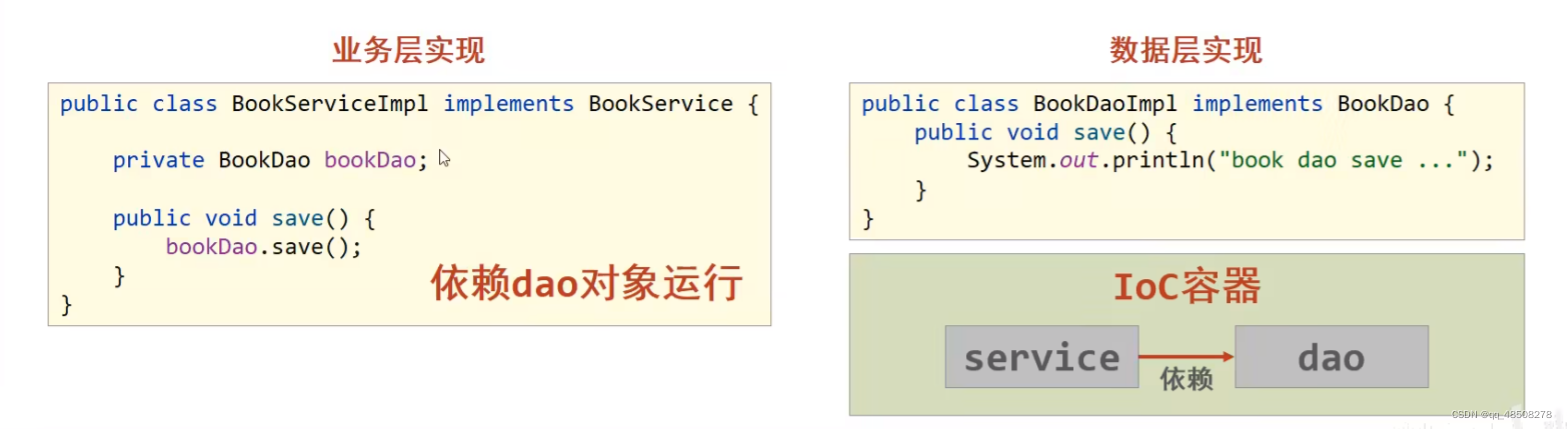 业务层实现
public class BookServiceImpl implements BookService {
private BookDao bookDao;
public void save() {
bookDao.save();
}
}
依赖dao对象运行
数据层实现
public class BookDaoImpl implements BookDao {
public void save() {
System.out.println("book dao save ...");
}
}
IoC容器
service
依赖
dao
CSDN @qq_48508278